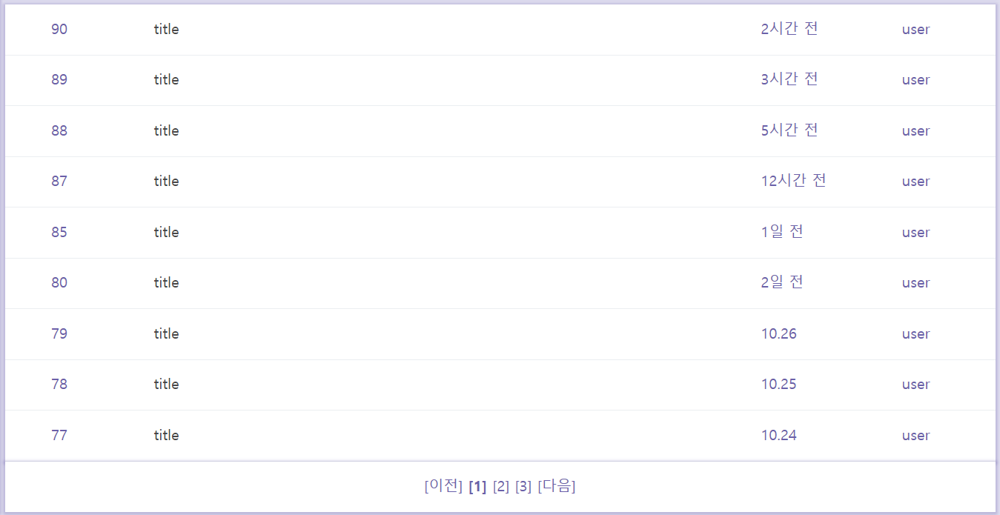 90 title 2시간 전 user
89 title 3시간 전 user
88 title 5시간 전 user
87 title 12시간 전 user
85 title 1일 전 user
80 title 2일 전 user
79 title 10.26 user
78 title 10.25 user
77 title 10.24 user
[이전] [1] [2] [3] [다음]